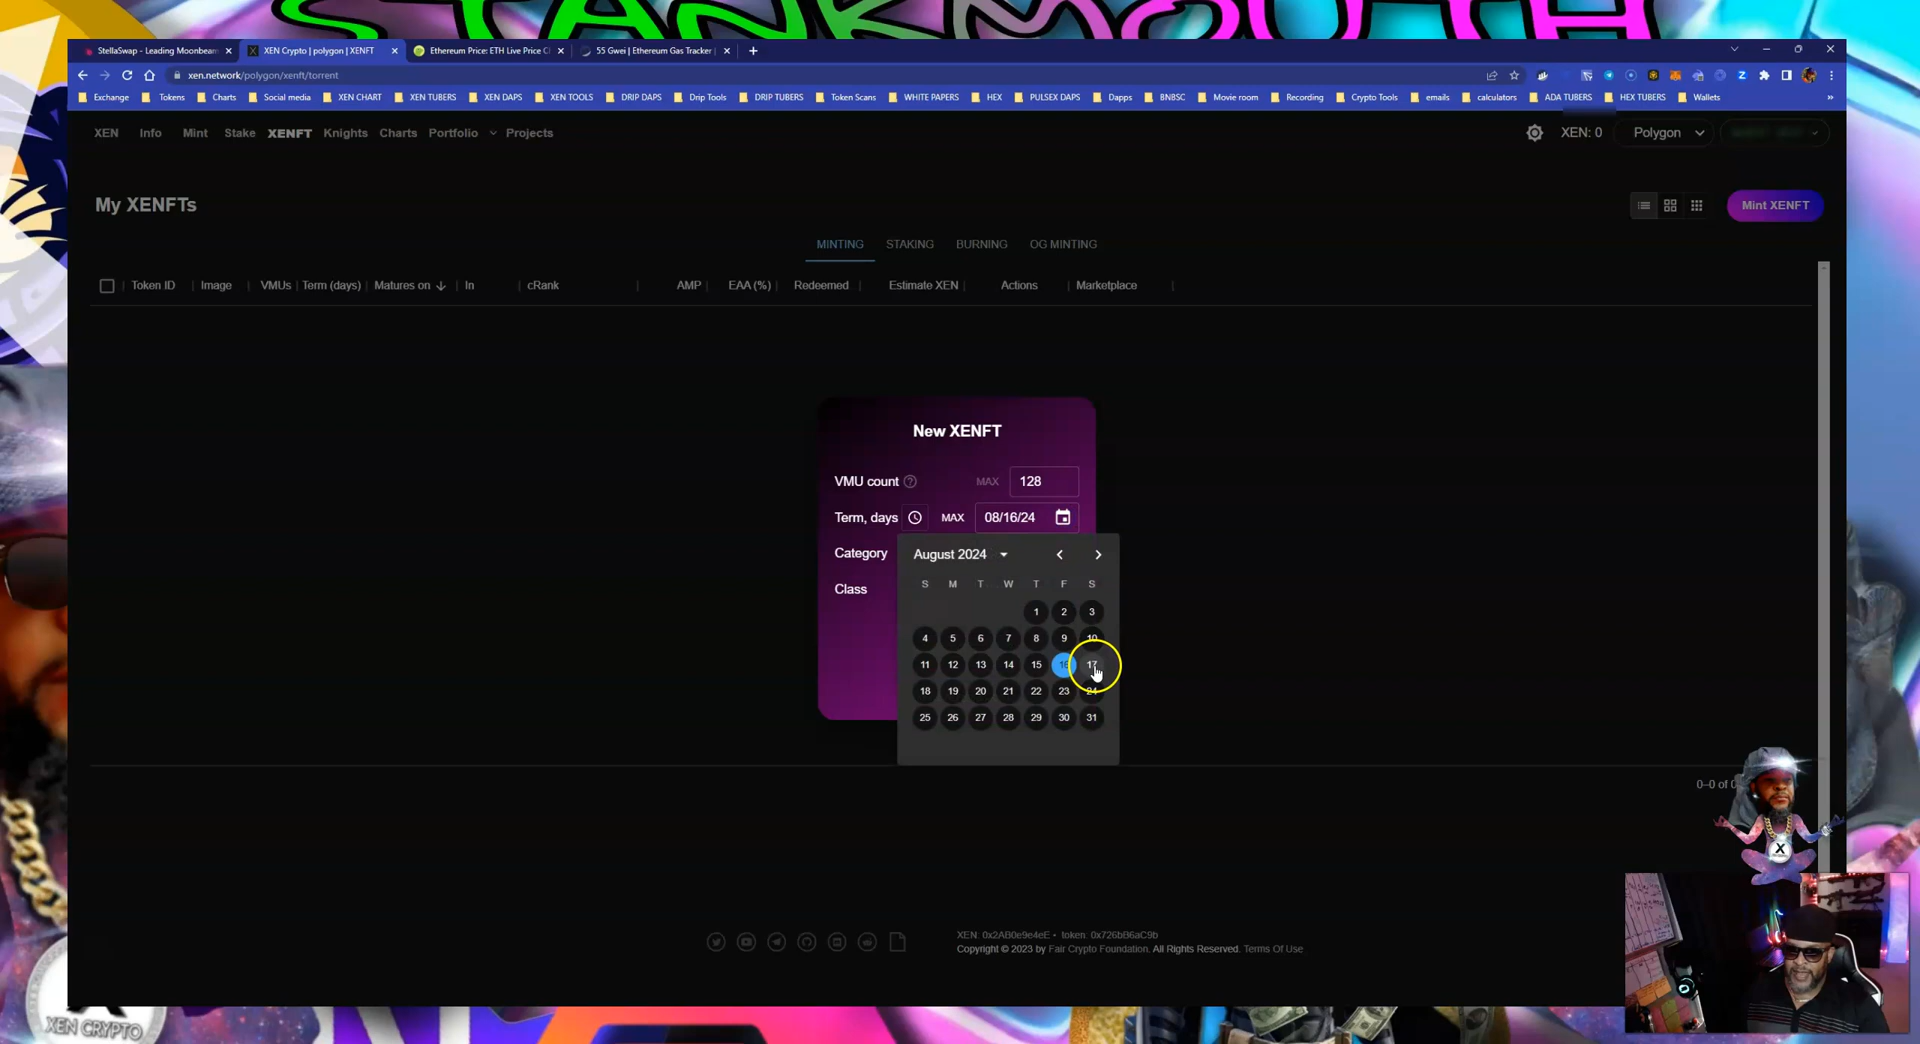 STANKMOUTH
StellaSwap - Leading Moonbeam
XEN Crypto | polygon | XENFT
Ethereum Price: ETH Live Price C
55 Gwei | Ethereum Gas Tracker |
xen.network/polygon/xenft/torrent
Exchange Tokens Charts Social media XEN CHART XEN TUBERS XEN DAPS XEN TOOLS DRIP DAPS Drip Tools DRIP TUBERS Token Scans WHITE PAPERS HEX PULSEX DAPS Dapps BNBSC Movie room Recording Crypto Tools emails calculators ADA TUBERS HEX TUBERS Wallets »
XEN Info Mint Stake XENFT Knights Charts Portfolio Projects XEN: 0 Polygon
My XENFTs
Mint XENFT
MINTING STAKING BURNING OG MINTING
Token ID Image VMUs Term (days) Matures on In cRank AMP EAA (%) Redeemed Estimate XEN Actions Marketplace
New XENFT
VMU count MAX 128
Term, days MAX 08/16/24
Category
Class
August 2024
S M T W T F S
1 2 3
4 5 6 7 8 9 10
11 12 13 14 15 16 17
18 19 20 21 22 23 24
25 26 27 28 29 30 31
0–0 of
XEN: 0x2AB0e9e4eE • token: 0x726bB6aC9b
Copyright © 2023 by Fair Crypto Foundation. All Rights Reserved. Terms Of Use
X
XEN CRYPTO